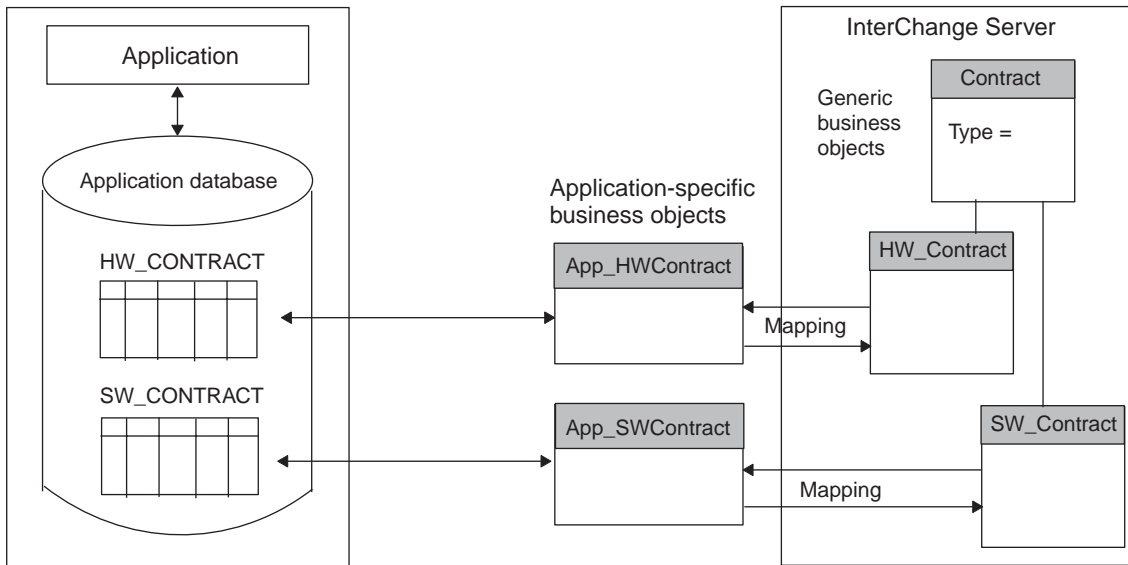 Application
Application database
HW_CONTRACT
SW_CONTRACT
Application-specific
business objects
App_HWContract
Mapping
App_SWContract
Mapping
InterChange Server
Generic
business
objects
Contract
Type =
HW_Contract
SW_Contract